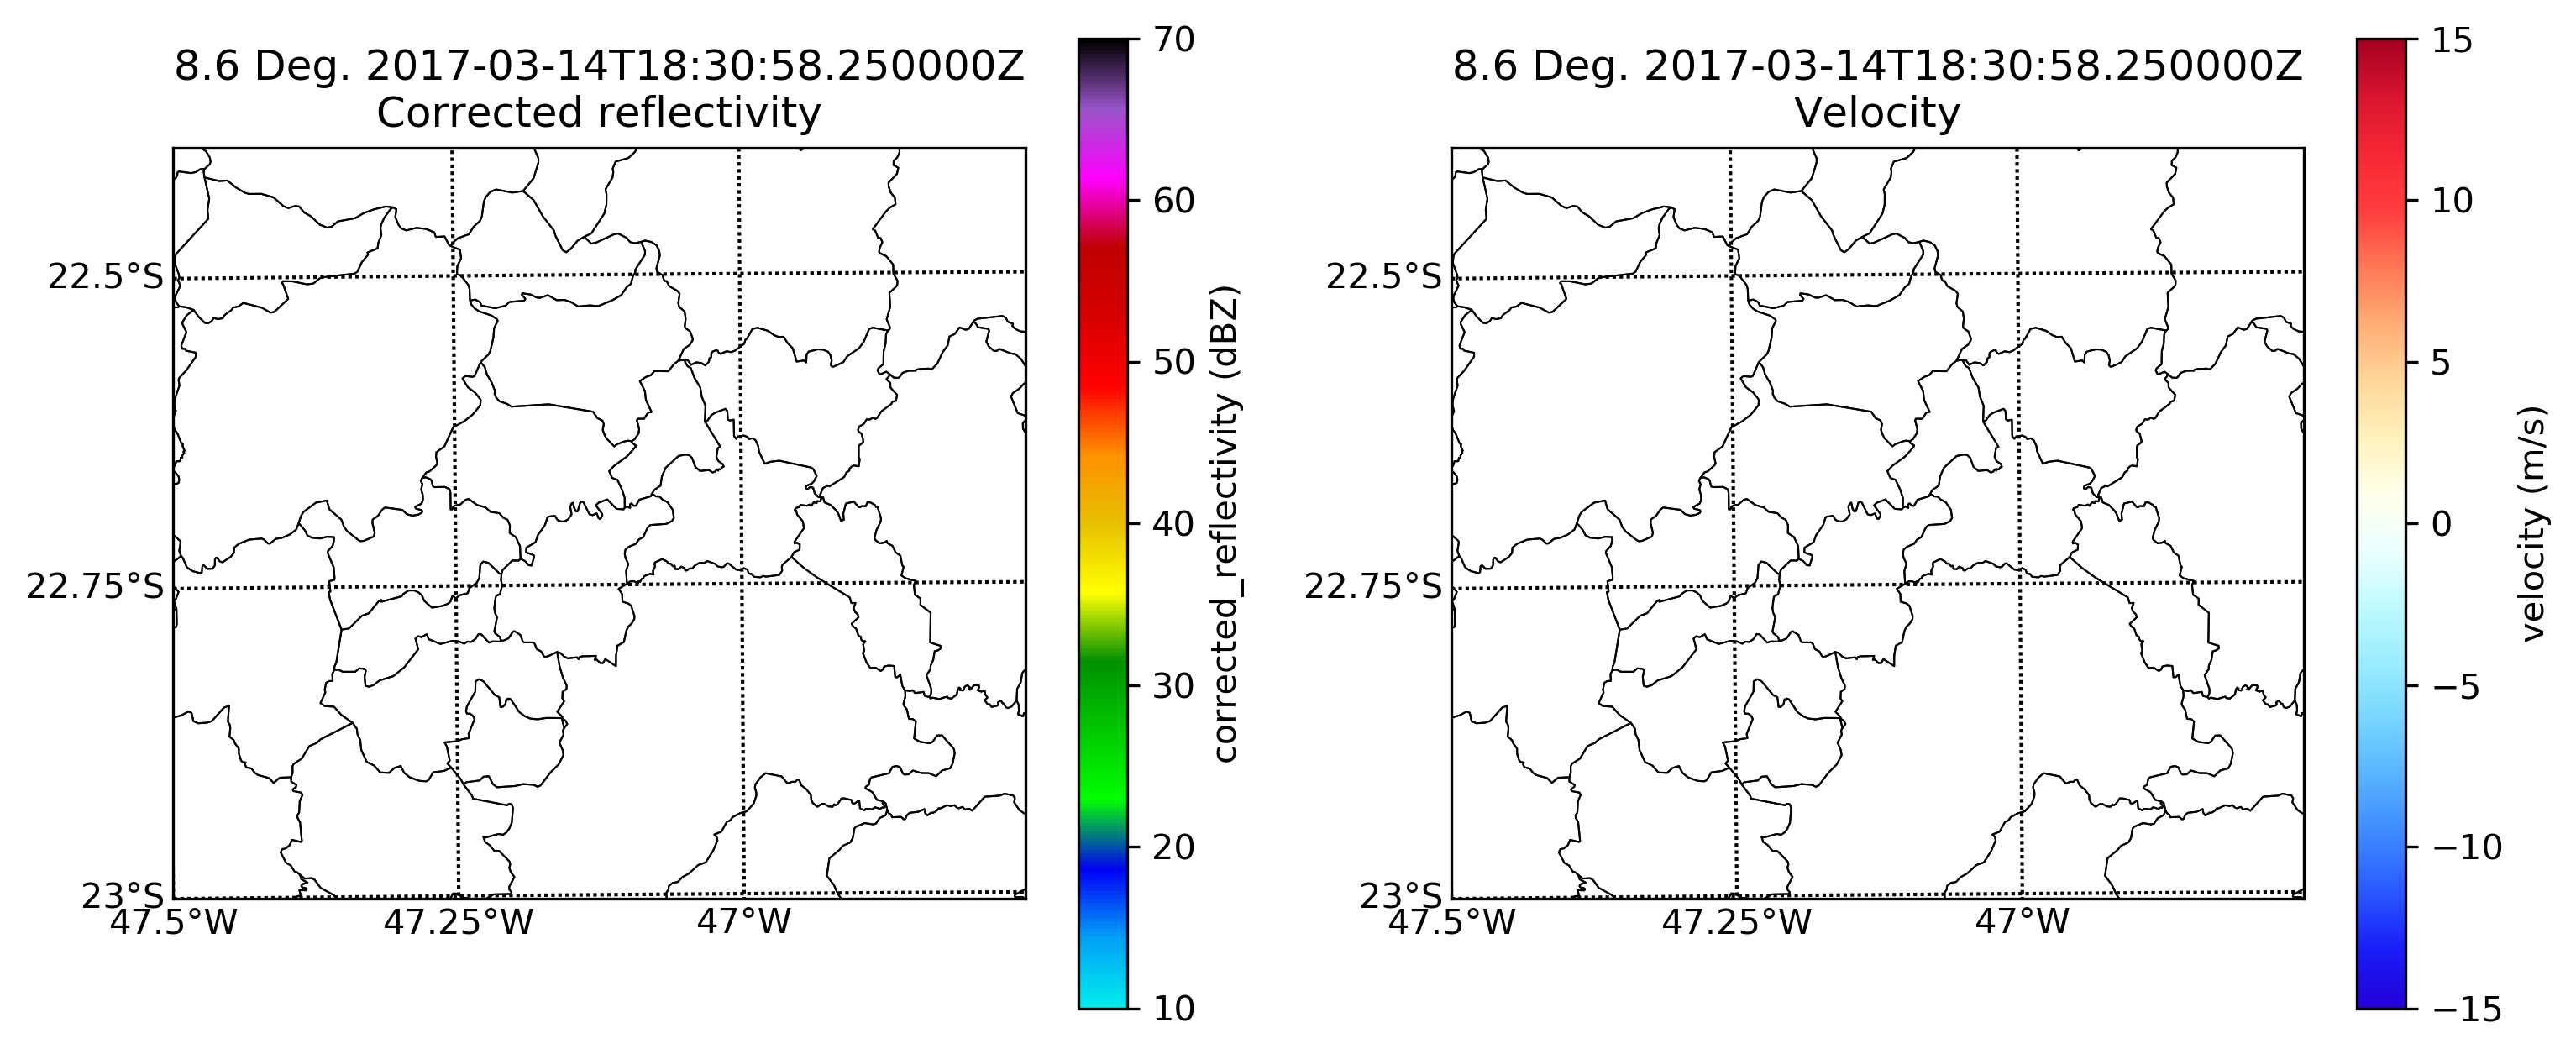 8.6 Deg. 2017-03-14T18:30:58.250000Z
Corrected reflectivity
22.5°S
22.75°S
23°S
47.5°W
47.25°W
47°W
70
60
50
40
30
20
10
corrected_reflectivity (dBZ)
8.6 Deg. 2017-03-14T18:30:58.250000Z
Velocity
22.5°S
22.75°S
23°S
47.5°W
47.25°W
47°W
15
10
5
0
−5
−10
−15
velocity (m/s)